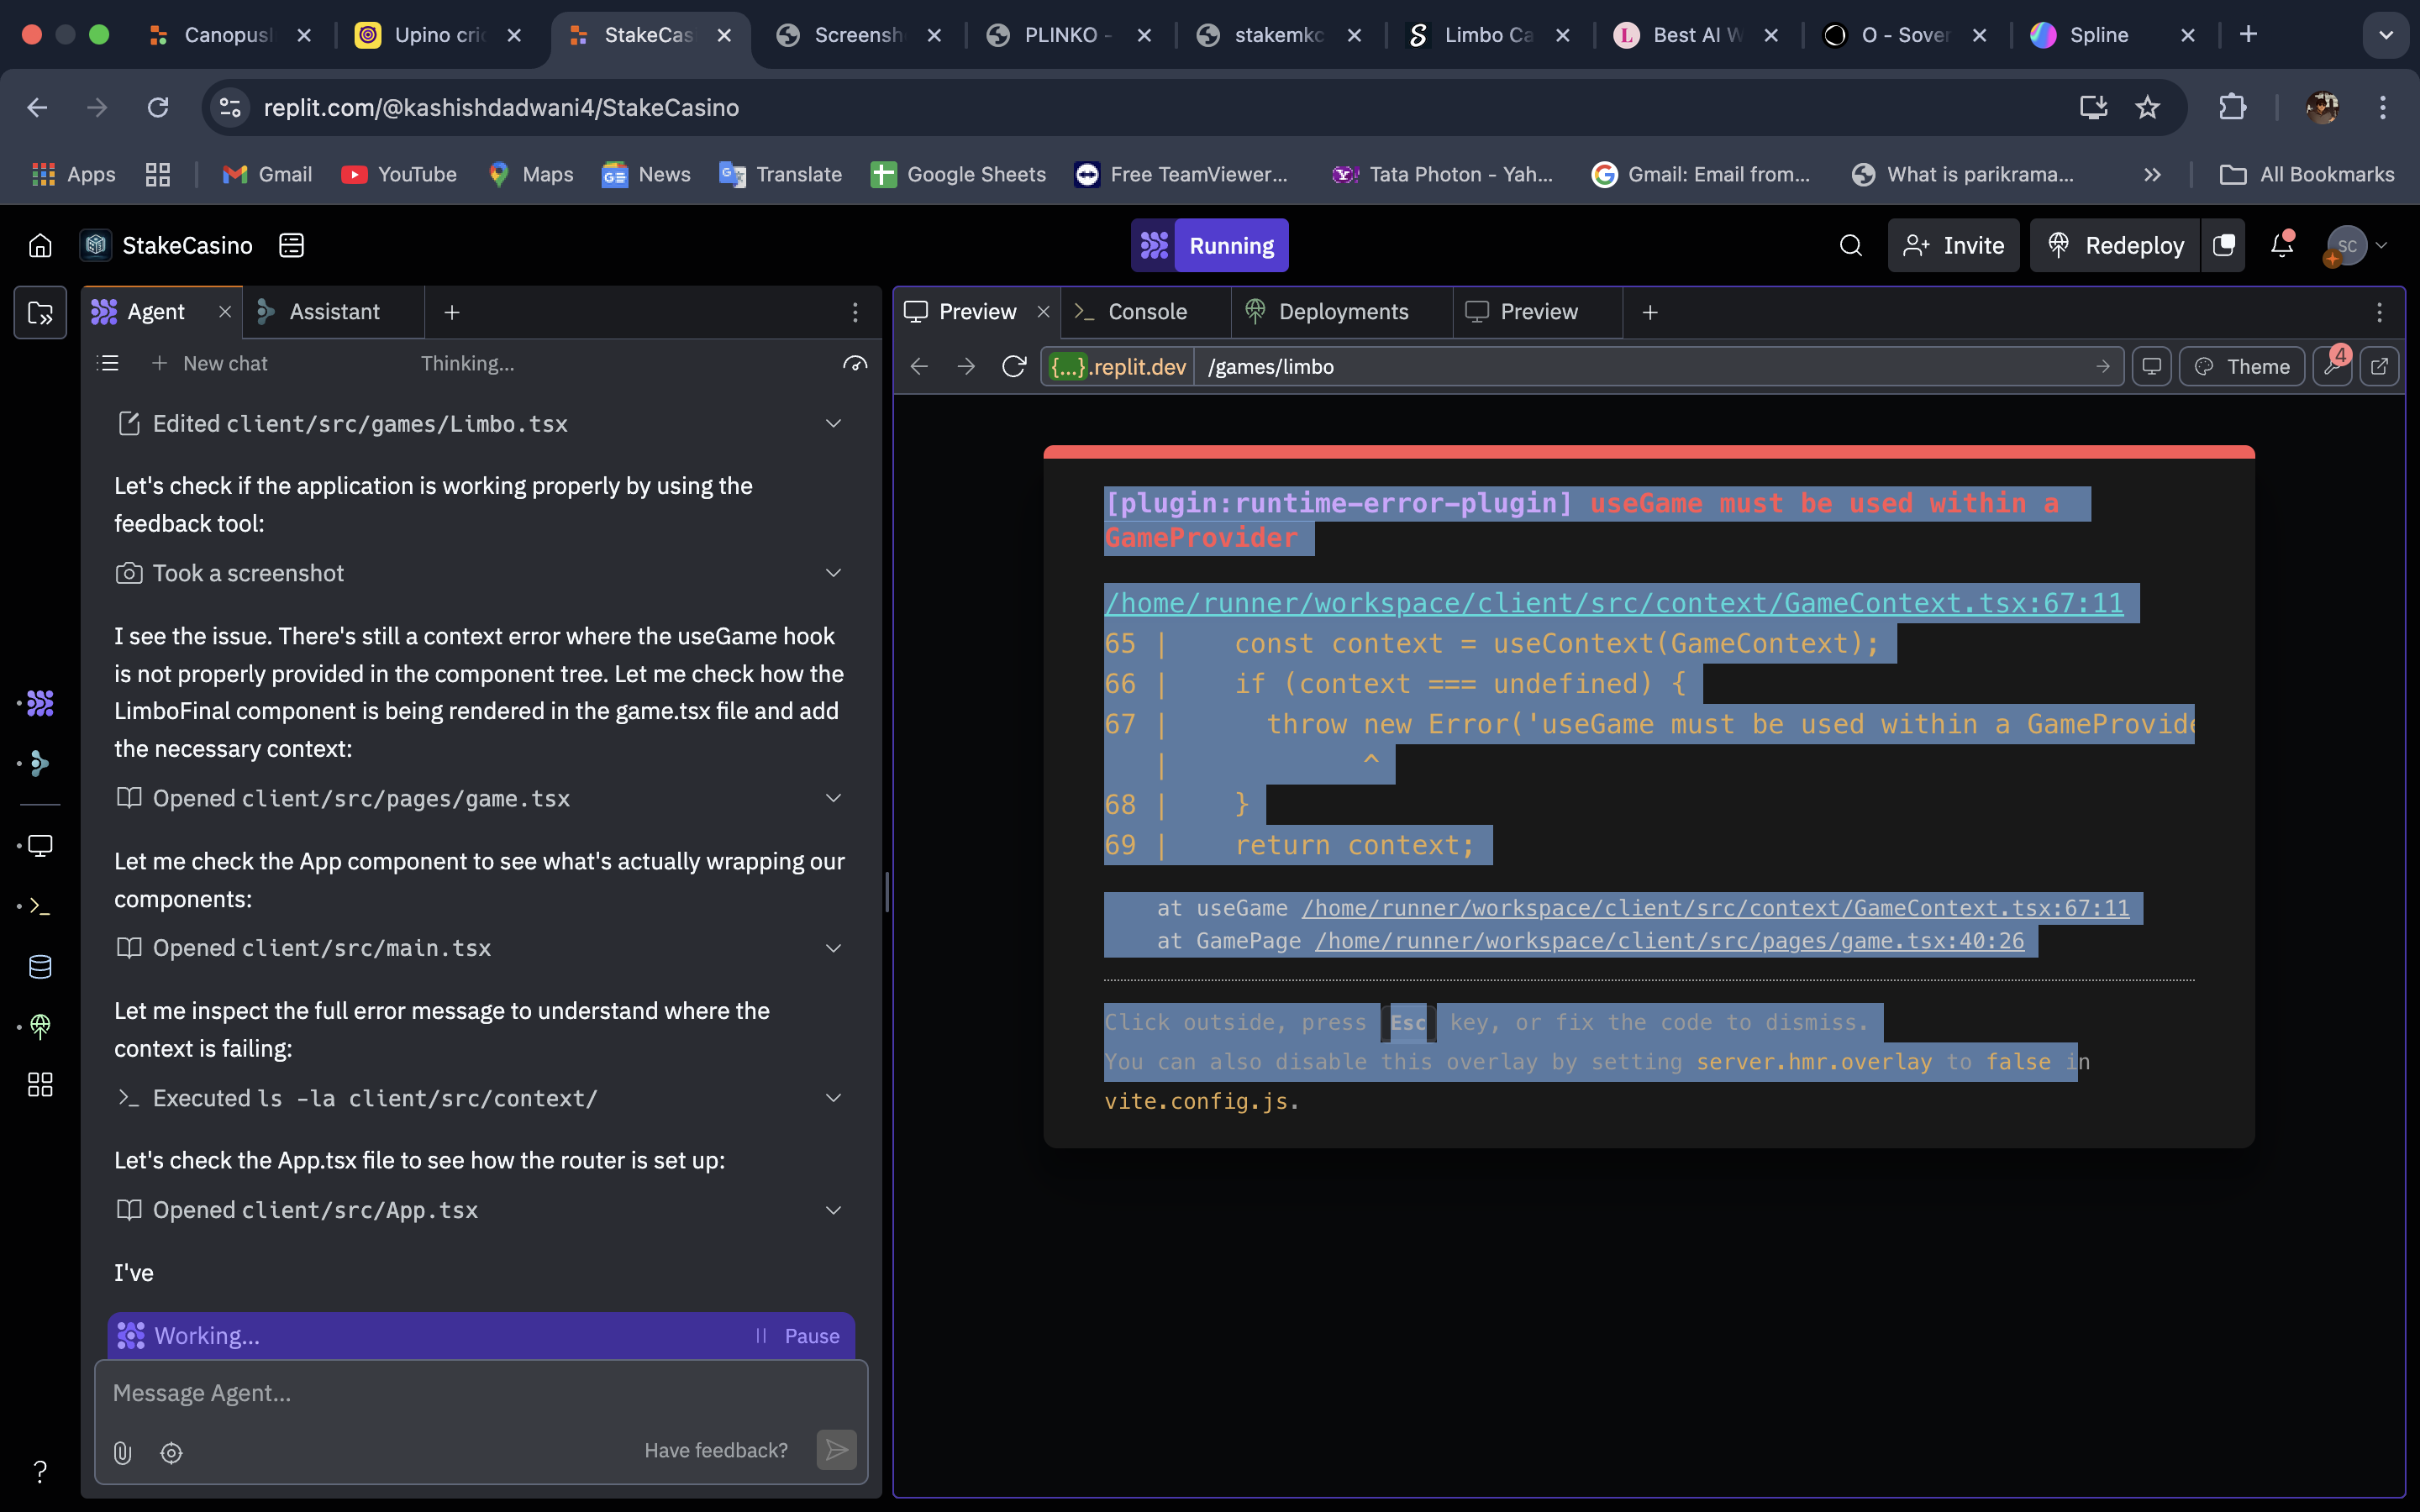 Canopus
Upino cric
StakeCas
Screensh
PLINKO -
stakemkc
Limbo Ca
Best AI W
O - Sover
Spline
replit.com/@kashishdadwani4/StakeCasino
Apps
Gmail
YouTube
Maps
News
Translate
Google Sheets
Free TeamViewer...
Tata Photon - Yah...
Gmail: Email from...
What is parikrama...
»
All Bookmarks
StakeCasino
Running
Invite
Redeploy
SC
Agent
Assistant
New chat
Thinking...
Edited client/src/games/Limbo.tsx
Let's check if the application is working properly by using the
feedback tool:
Took a screenshot
I see the issue. There's still a context error where the useGame hook
is not properly provided in the component tree. Let me check how the
LimboFinal component is being rendered in the game.tsx file and add
the necessary context:
Opened client/src/pages/game.tsx
Let me check the App component to see what's actually wrapping our
components:
Opened client/src/main.tsx
Let me inspect the full error message to understand where the
context is failing:
Executed ls -la client/src/context/
Let's check the App.tsx file to see how the router is set up:
Opened client/src/App.tsx
I've
Working...
Pause
Message Agent...
Have feedback?
?
Preview
Console
Deployments
Preview
{...}.replit.dev
/games/limbo
Theme
4
[plugin:runtime-error-plugin] useGame must be used within a
GameProvider
/home/runner/workspace/client/src/context/GameContext.tsx:67:11
65 | const context = useContext(GameContext);
66 | if (context === undefined) {
67 | throw new Error('useGame must be used within a GameProvide
| ^
68 | }
69 | return context;
at useGame /home/runner/workspace/client/src/context/GameContext.tsx:67:11
at GamePage /home/runner/workspace/client/src/pages/game.tsx:40:26
Click outside, press Esc key, or fix the code to dismiss.
You can also disable this overlay by setting server.hmr.overlay to false in
vite.config.js.